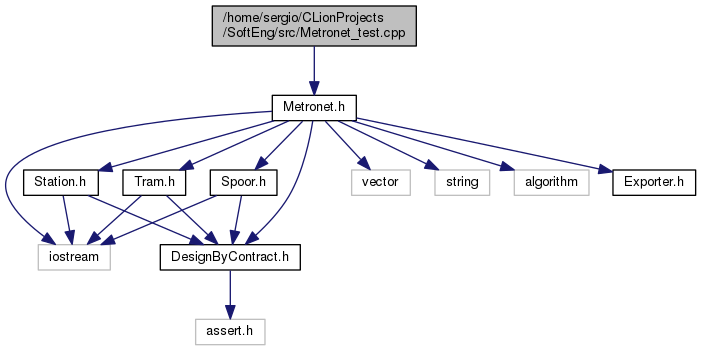 /home/sergio/CLionProjects
/SoftEng/src/Metronet_test.cpp
Metronet.h
Station.h
Tram.h
Spoor.h
vector
string
algorithm
Exporter.h
iostream
DesignByContract.h
assert.h